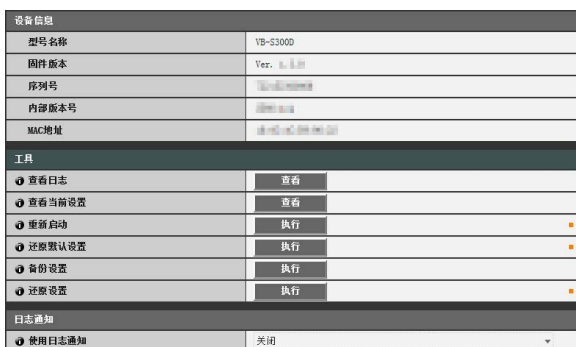 设备信息
型号名称 VB-S300D
固件版本 Ver.
序列号
内部版本号
MAC地址
工具
查看日志 查看
查看当前设置 查看
重新启动 执行
还原默认设置 执行
备份设置 执行
还原设置 执行
日志通知
使用日志通知 关闭